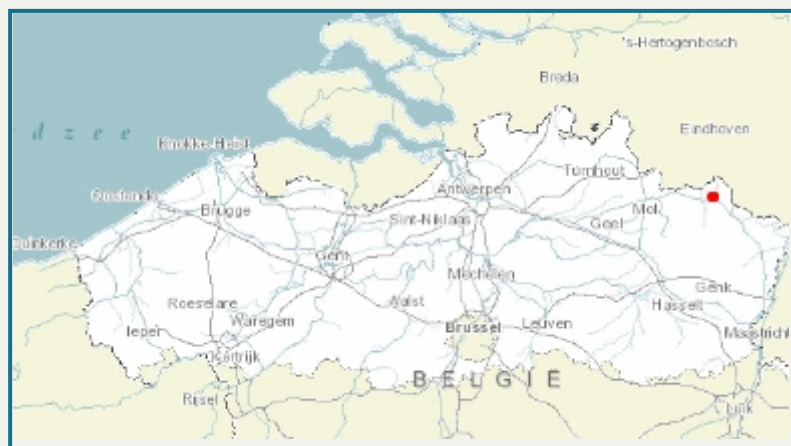 's-Hertogenbosch
Breda
Eindhoven
d z e e
Knokke-Heist
Turnhout
Antwerpen
Oostende
Brugge
Sint-Niklaas
Geel
Mol
Duinkerke
Gent
Mechelen
Genk
Roeselare
Aalst
Hasselt
Ieper
Waregem
Brussel
Leuven
Maastricht
Kortrijk
BELGIË
Rijsel
Luik